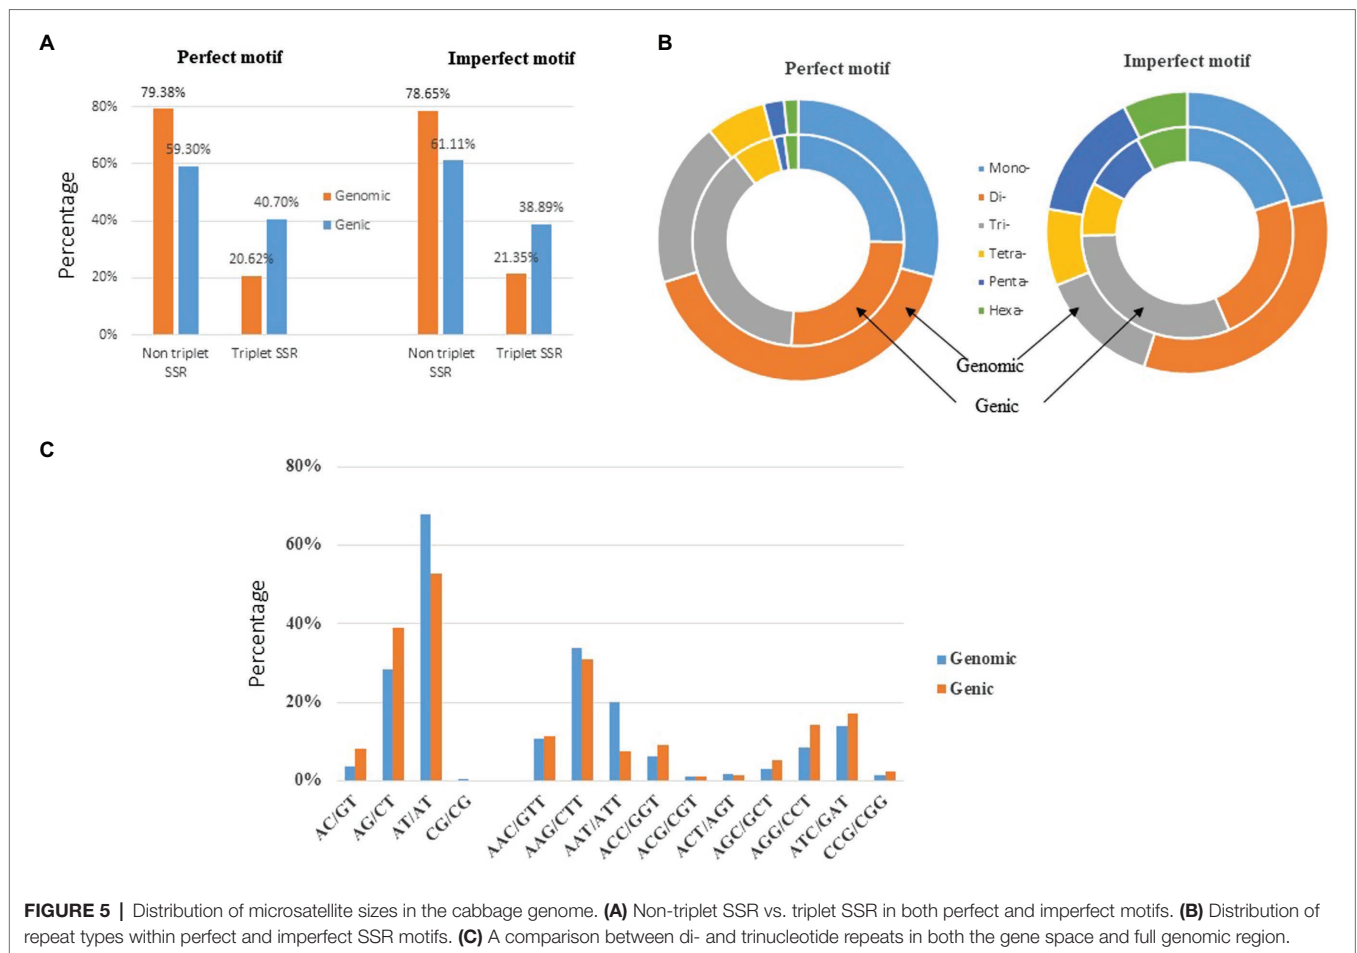 A
Perfect motif
Imperfect motif
Percentage
80%
60%
40%
20%
0%
79.38%
59.30%
20.62%
40.70%
78.65%
61.11%
21.35%
38.89%
Genomic
Genic
Non triplet
SSR
Triplet SSR
Non triplet
SSR
Triplet SSR
B
Perfect motif
Imperfect motif
Mono-
Di-
Tri-
Tetra-
Penta-
Hexa-
Genomic
Genic
C
Percentage
80%
60%
40%
20%
0%
AC/GT
AG/CT
AT/AT
CG/CG
AAC/GTT
AAG/CTT
AAT/ATT
ACC/GGT
ACG/CGT
ACT/AGT
AGC/GCT
AGG/CCT
ATC/GAT
CCG/CGG
Genomic
Genic
FIGURE 5 | Distribution of microsatellite sizes in the cabbage genome. (A) Non-triplet SSR vs. triplet SSR in both perfect and imperfect motifs. (B) Distribution of
repeat types within perfect and imperfect SSR motifs. (C) A comparison between di- and trinucleotide repeats in both the gene space and full genomic region.